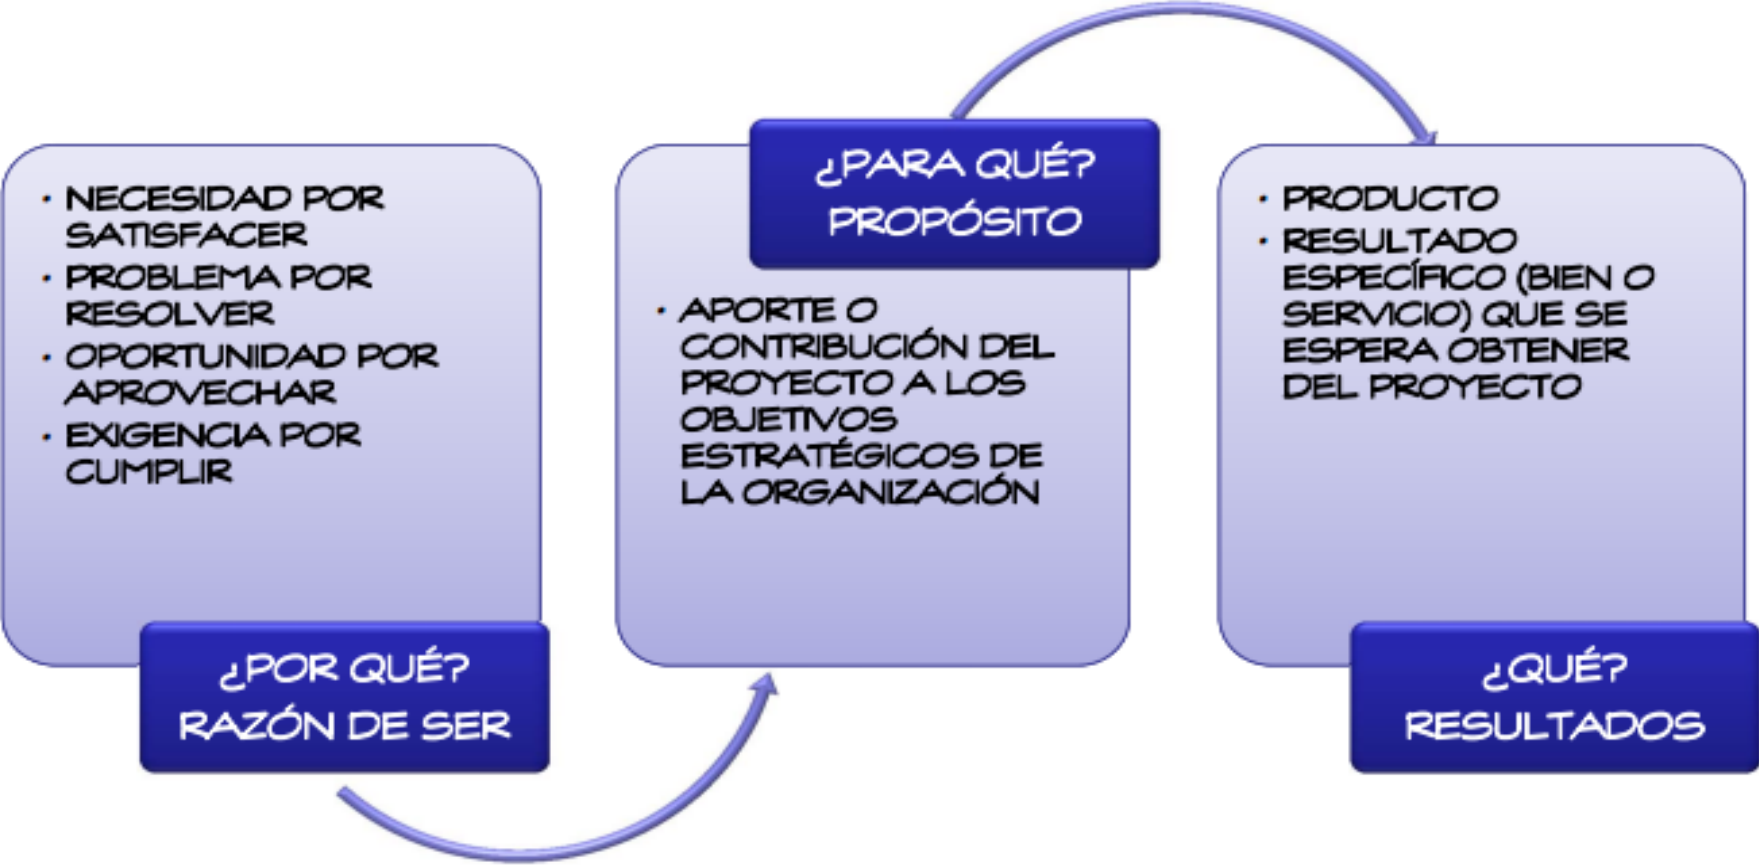 · NECESIDAD POR
SATISFACER
· PROBLEMA POR
RESOLVER
· OPORTUNIDAD POR
APROVECHAR
· EXIGENCIA POR
CUMPLIR
¿POR QUÉ?
RAZÓN DE SER
¿PARA QUÉ?
PROPÓSITO
· APORTE O
CONTRIBUCIÓN DEL
PROYECTO A LOS
OBJETIVOS
ESTRATÉGICOS DE
LA ORGANIZACIÓN
· PRODUCTO
· RESULTADO
ESPECÍFICO (BIEN O
SERVICIO) QUE SE
ESPERA OBTENER
DEL PROYECTO
¿QUÉ?
RESULTADOS